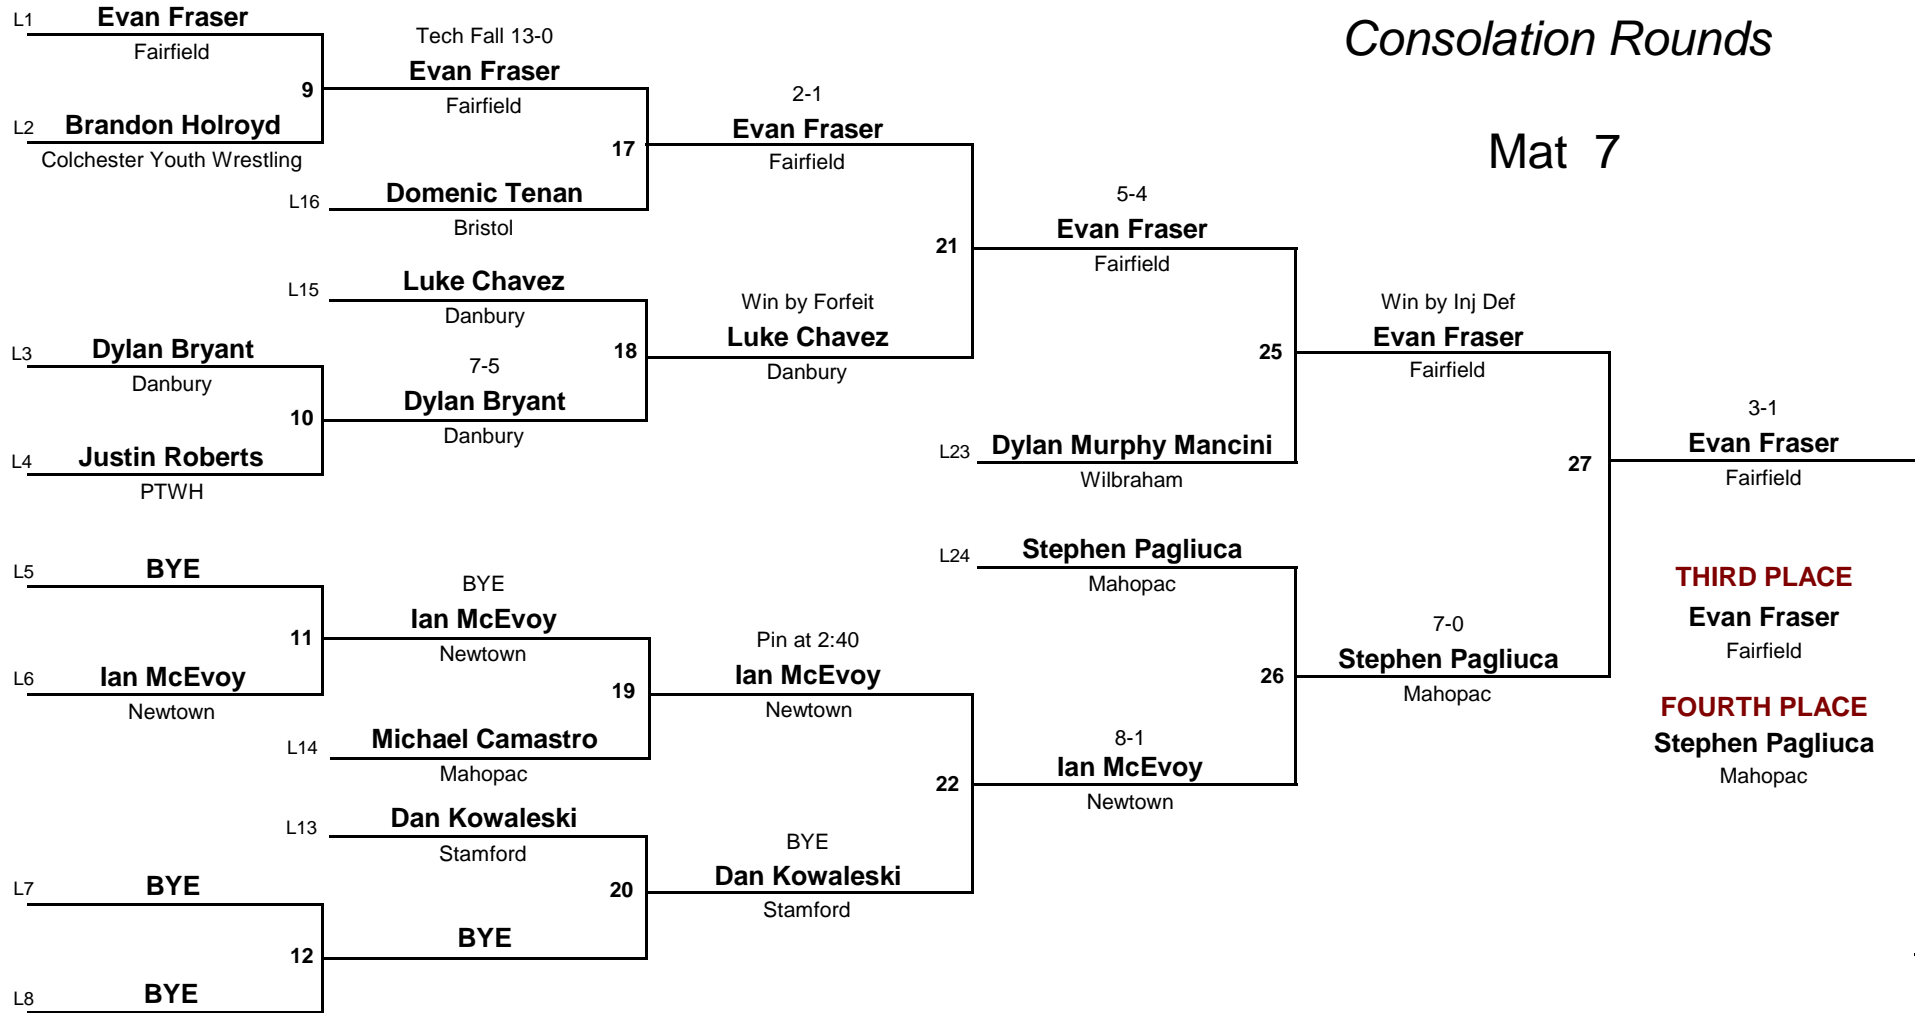 Consolation Rounds
Mat 7
L1 Evan Fraser
Fairfield
9
L2 Brandon Holroyd
Colchester Youth Wrestling
L3 Dylan Bryant
Danbury
10
L4 Justin Roberts
PTWH
L5 BYE
11
L6 Ian McEvoy
Newtown
L7 BYE
12
L8 BYE
Tech Fall 13-0
Evan Fraser
Fairfield
17
L16 Domenic Tenan
Bristol
L15 Luke Chavez
Danbury
18
7-5
Dylan Bryant
Danbury
BYE
Ian McEvoy
Newtown
19
L14 Michael Camastro
Mahopac
L13 Dan Kowaleski
Stamford
20
BYE
2-1
Evan Fraser
Fairfield
21
Win by Forfeit
Luke Chavez
Danbury
Pin at 2:40
Ian McEvoy
Newtown
22
BYE
Dan Kowaleski
Stamford
5-4
Evan Fraser
Fairfield
25
L23 Dylan Murphy Mancini
Wilbraham
L24 Stephen Pagliuca
Mahopac
26
8-1
Ian McEvoy
Newtown
Win by Inj Def
Evan Fraser
Fairfield
27
7-0
Stephen Pagliuca
Mahopac
3-1
Evan Fraser
Fairfield
THIRD PLACE
Evan Fraser
Fairfield
FOURTH PLACE
Stephen Pagliuca
Mahopac